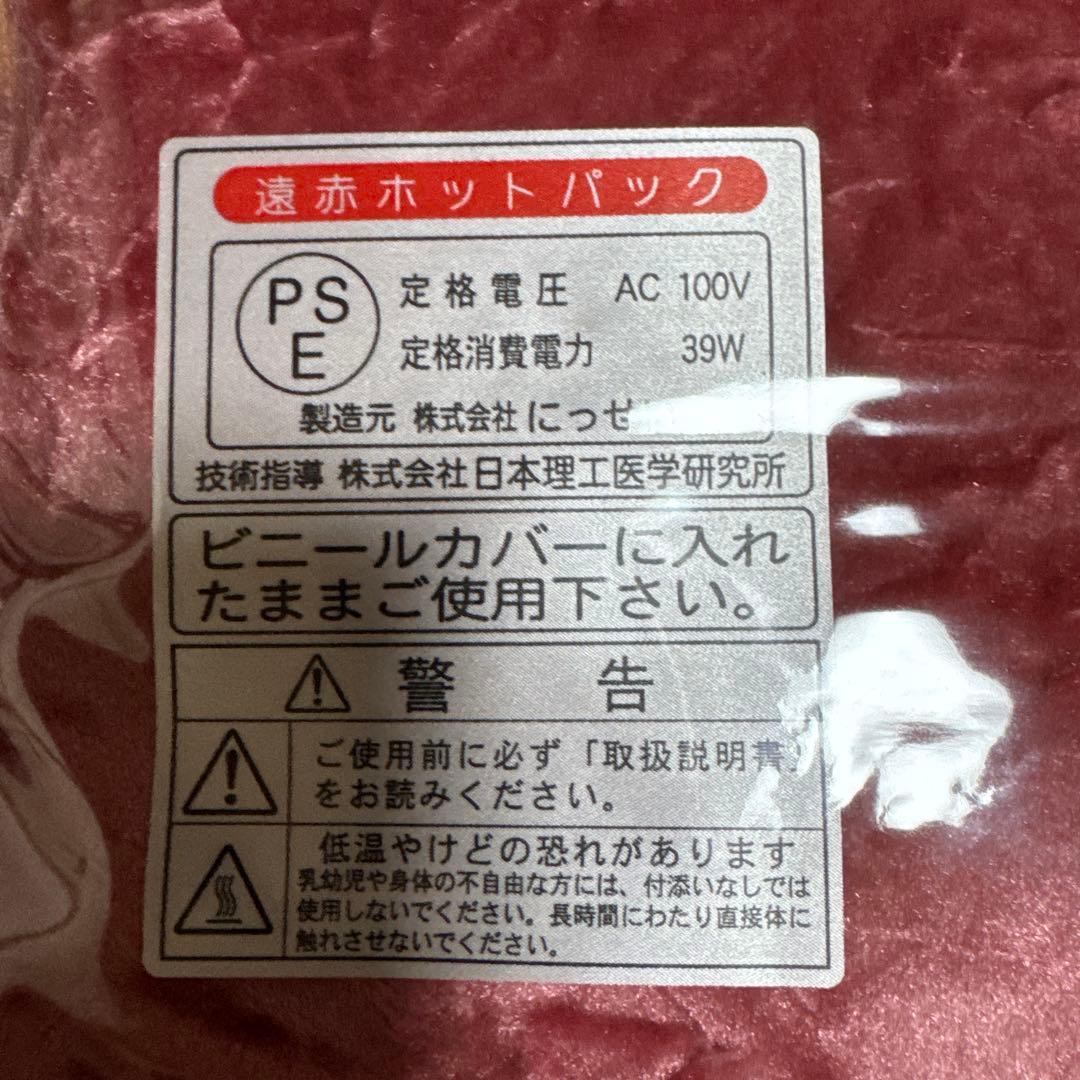 遠赤ホットパック
PS
E
定格電圧 AC 100V
定格消費電力 39W
製造元 株式会社 にっせ
技術指導 株式会社日本理工医学研究所
ビニールカバーに入れ
たままご使用下さい。
警告
ご使用前に必ず「取扱説明書」
をお読みください。
低温やけどの恐れがあります
乳幼児や身体の不自由な方には、付添いなしでは
使用しないでください。長時間にわたり直接体に
触れさせないでください。